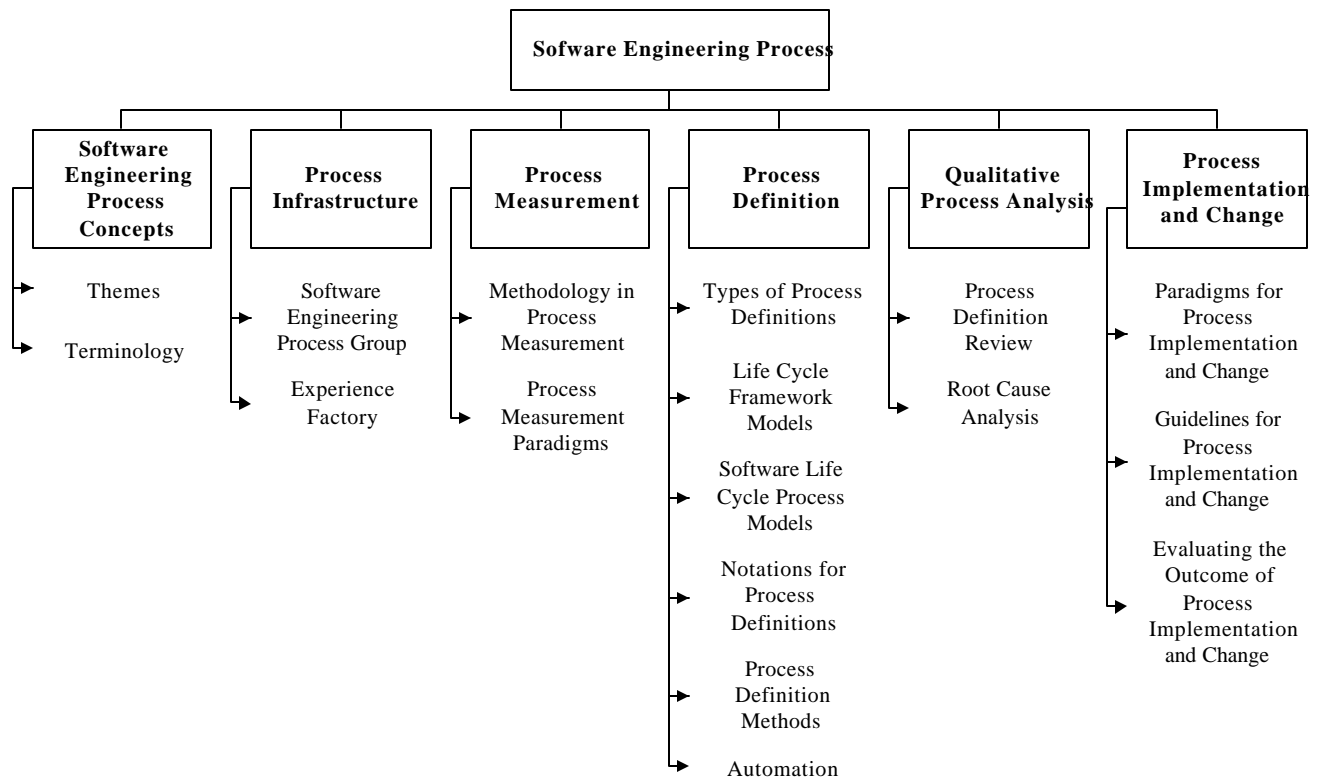 Sofware Engineering Process
Software
Engineering
Process
Concepts
Themes
Terminology
Process
Infrastructure
Software
Engineering
Process Group
Experience
Factory
Process
Measurement
Methodology in
Process
Measurement
Process
Measurement
Paradigms
Process
Definition
Types of Process
Definitions
Life Cycle
Framework
Models
Software Life
Cycle Process
Models
Notations for
Process
Definitions
Process
Definition
Methods
Automation
Qualitative
Process Analysis
Process
Definition
Review
Root Cause
Analysis
Process
Implementation
and Change
Paradigms for
Process
Implementation
and Change
Guidelines for
Process
Implementation
and Change
Evaluating the
Outcome of
Process
Implementation
and Change